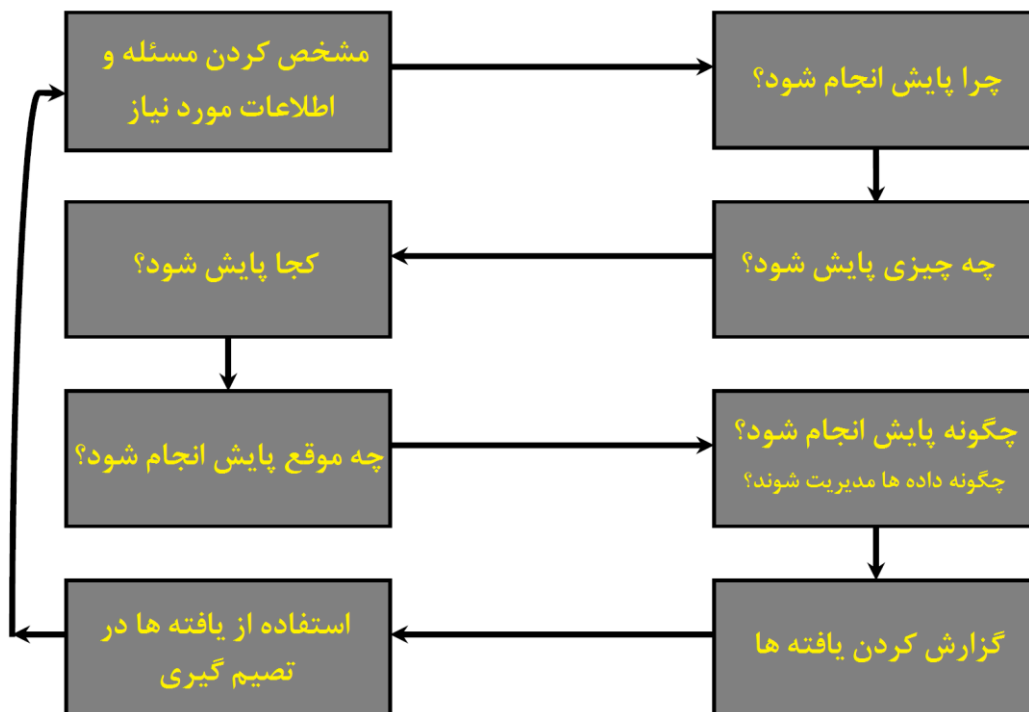 مشخص کردن مسئله و
اطلاعات مورد نیاز
چرا پایش انجام شود؟
چه چیزی پایش شود؟
کجا پایش شود؟
چه موقع پایش انجام شود؟
چگونه پایش انجام شود؟
چگونه داده ها مدیریت شوند؟
گزارش کردن یافته ها
استفاده از یافته ها در
تصیم گیری